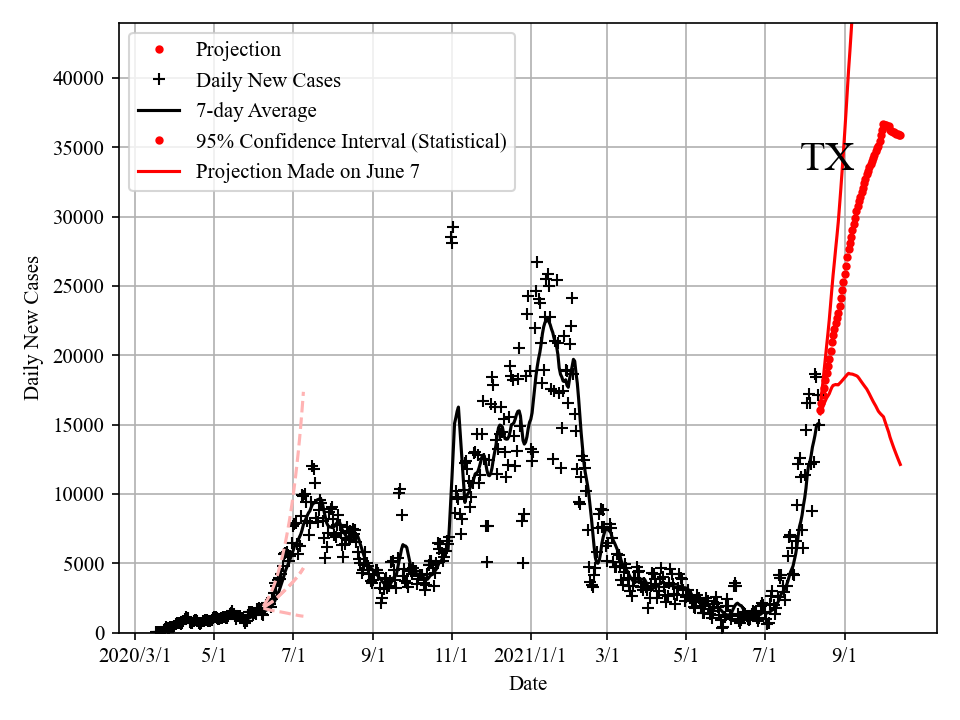 Projection
Daily New Cases
7-day Average
95% Confidence Interval (Statistical)
Projection Made on June 7
TX
40000
35000
30000
25000
20000
15000
10000
5000
0
Daily New Cases
2020/3/1 5/1 7/1 9/1 11/1 2021/1/1 3/1 5/1 7/1 9/1
Date